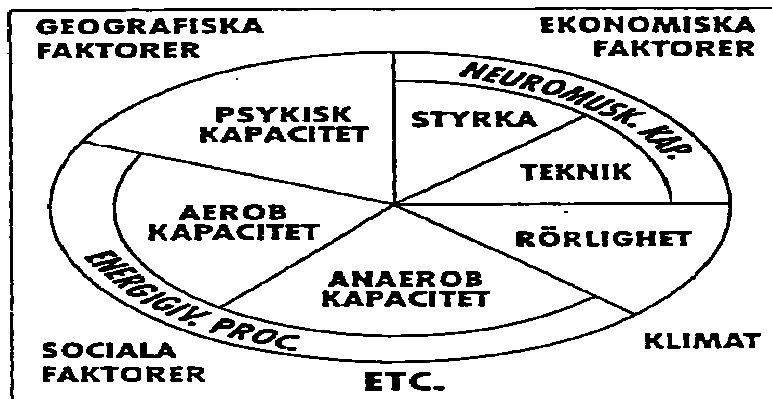 GEOGRAFISKA
FAKTORER
EKONOMISKA
FAKTORER
NEUROMUSK. KAP.
PSYKISK
KAPACITET
STYRKA
TEKNIK
AEROB
KAPACITET
RÖRLIGHET
ANAEROB
KAPACITET
ENERGIGIV. PROC.
SOCIALA
FAKTORER
KLIMAT
ETC.